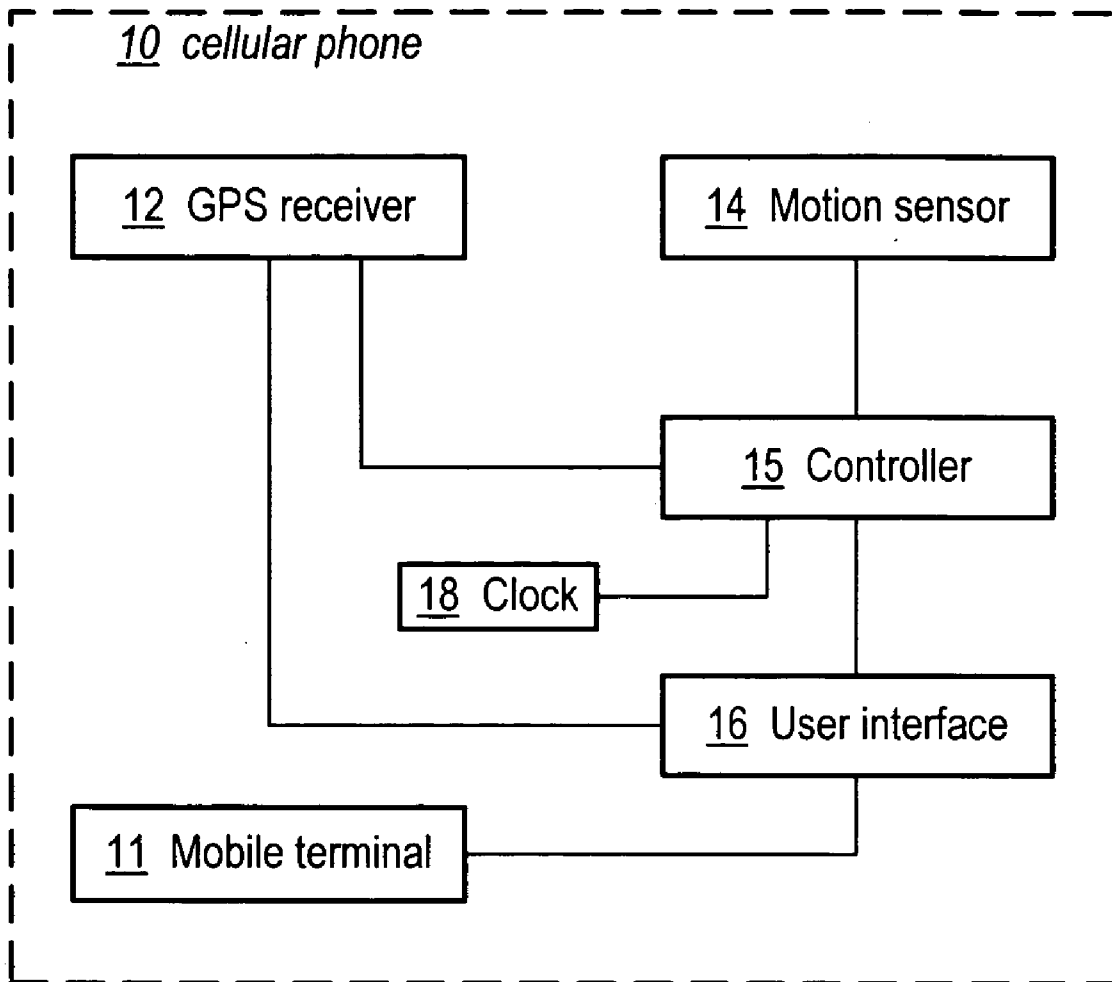 10 cellular phone
12 GPS receiver
14 Motion sensor
15 Controller
18 Clock
16 User interface
11 Mobile terminal